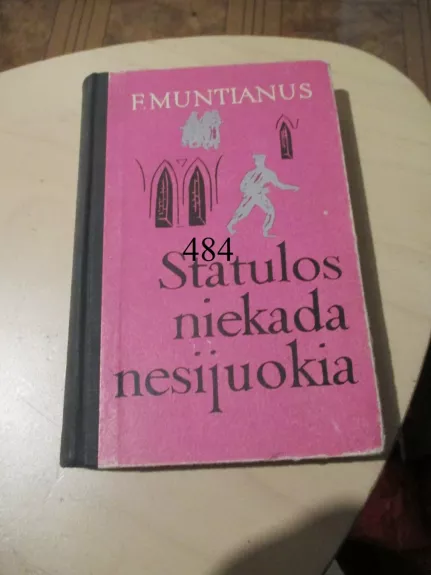 F. MUNTIANUS
484
Statulos
niekada
nesijuokia